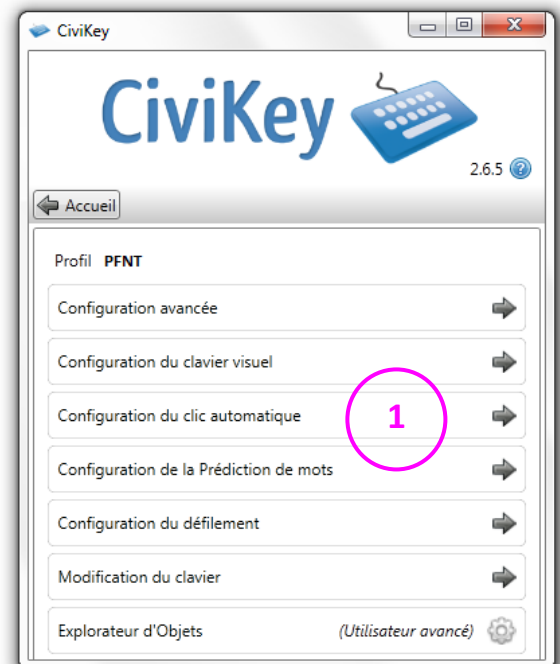 CiviKey
CiviKey
2.6.5 ?
Accueil
Profil PFNT
Configuration avancée
Configuration du clavier visuel
Configuration du clic automatique 1
Configuration de la Prédiction de mots
Configuration du défilement
Modification du clavier
Explorateur d'Objets (Utilisateur avancé)